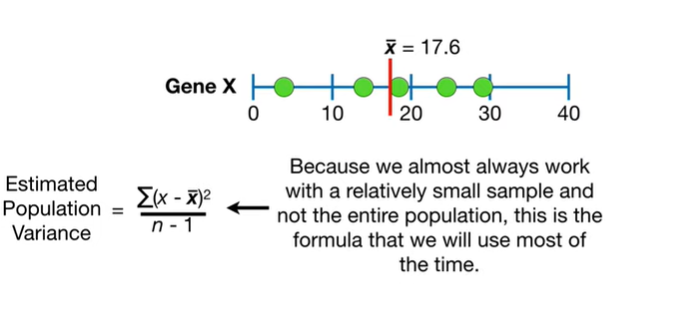 x̄ = 17.6
Gene X
0 10 20 30 40
Estimated
Population
Variance
=
∑(x - x̄)²
n - 1
Because we almost always work
with a relatively small sample and
not the entire population, this is the
formula that we will use most of
the time.